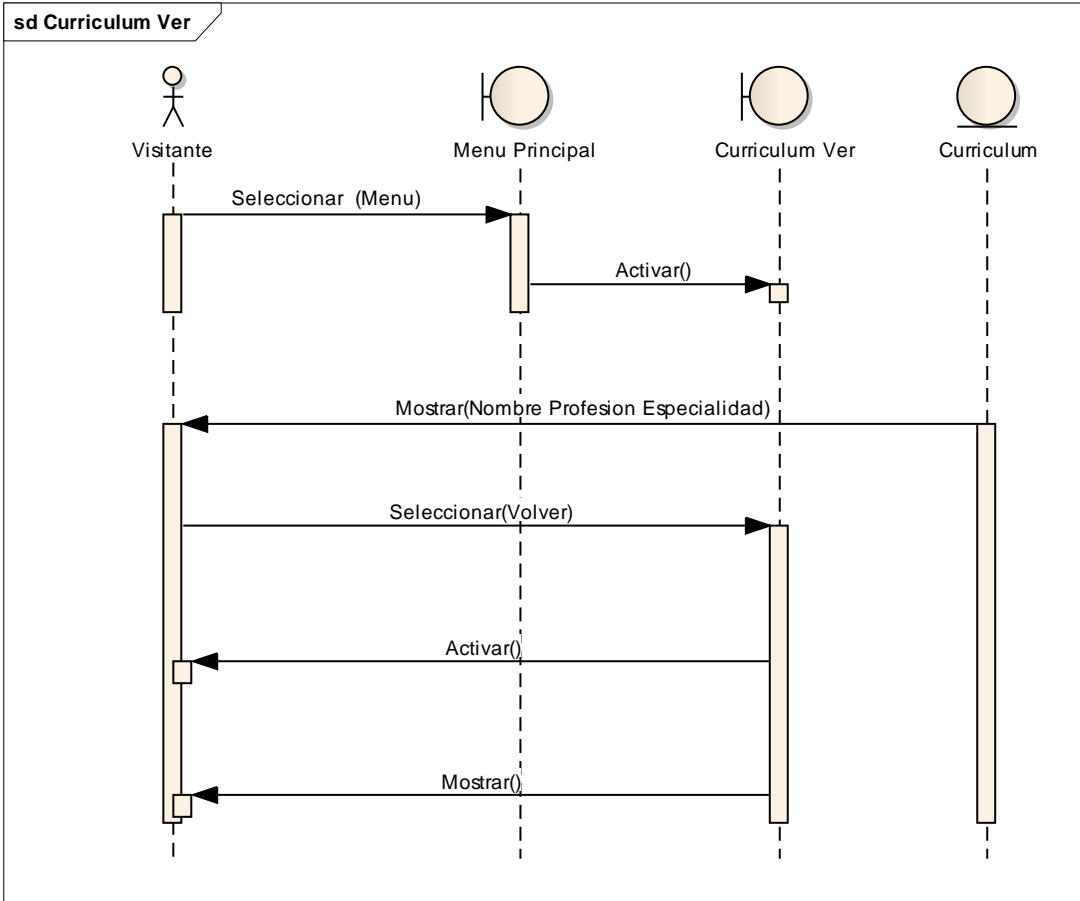 sd Curriculum Ver
Visitante
Menu Principal
Curriculum Ver
Curriculum
Seleccionar (Menu)
Activar()
Mostrar(Nombre Profesion Especialidad)
Seleccionar(Volver)
Activar()
Mostrar()